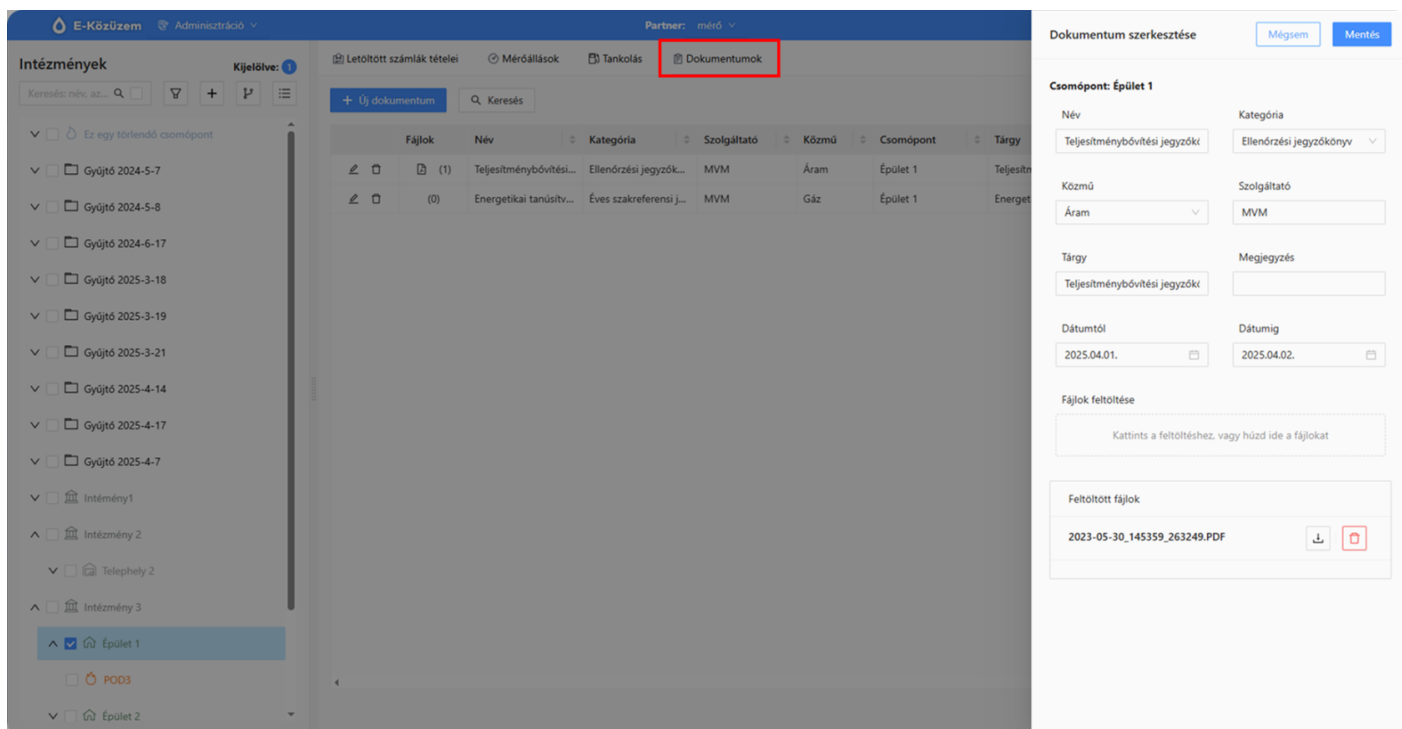 E-Közüzem Adminisztráció Partner: mérő
Intézmények Kijelölve: 1
Keresés: név, az...
Ez egy törlendő csomópont
Gyűjtő 2024-5-7
Gyűjtő 2024-5-8
Gyűjtő 2024-6-17
Gyűjtő 2025-3-18
Gyűjtő 2025-3-19
Gyűjtő 2025-3-21
Gyűjtő 2025-4-14
Gyűjtő 2025-4-17
Gyűjtő 2025-4-7
Intémény1
Intézmény 2
Telephely 2
Intézmény 3
Épület 1
POD3
Épület 2
Letöltött számlák tételei Mérőállások Tankolás Dokumentumok
+ Új dokumentum Keresés
Fájlok Név Kategória Szolgáltató Közmű Csomópont Tárgy
(1) Teljesítménybővítési... Ellenőrzési jegyzők... MVM Áram Épület 1 Teljesítm
(0) Energetikai tanúsítv... Éves szakreferensi j... MVM Gáz Épület 1 Energet
Dokumentum szerkesztése Mégsem Mentés
Csomópont: Épület 1
Név Kategória
Teljesítménybővítési jegyzőkö Ellenőrzési jegyzőkönyv
Közmű Szolgáltató
Áram MVM
Tárgy Megjegyzés
Teljesítménybővítési jegyzőkö
Dátumtól Dátumig
2025.04.01. 2025.04.02.
Fájlok feltöltése
Kattints a feltöltéshez, vagy húzd ide a fájlokat
Feltöltött fájlok
2023-05-30_145359_263249.PDF